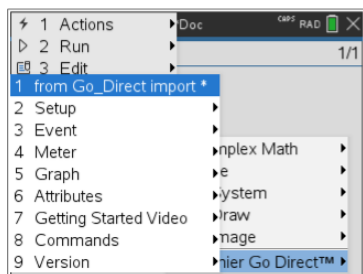 1 Actions
Doc
CAPS RAD
2 Run
1/1
3 Edit
1 from Go_Direct import *
2 Setup
3 Event
4 Meter
mplex Math
5 Graph
e
6 Attributes
ystem
7 Getting Started Video
raw
8 Commands
mage
9 Version
nier Go Direct™